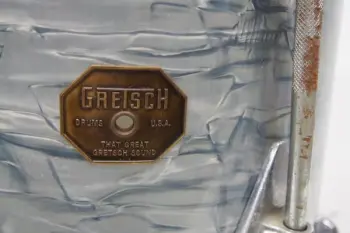 GRETSCH
DRUMS U.S.A.
THAT GREAT
GRETSCH SOUND